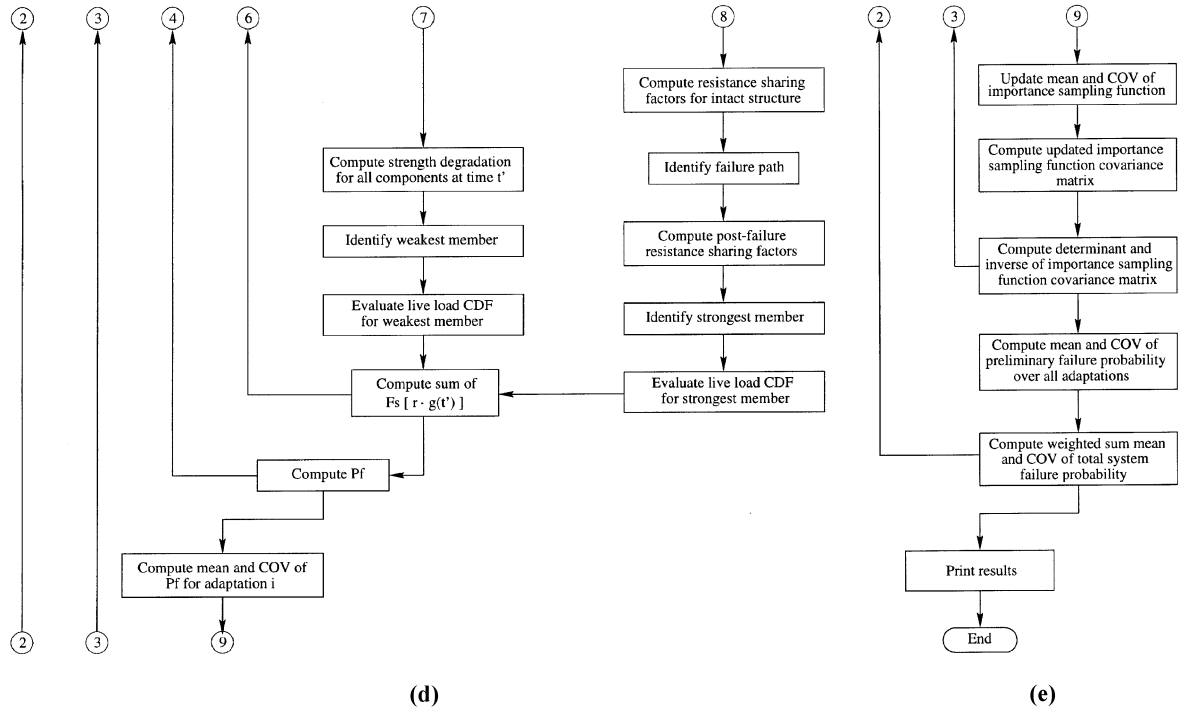 2
3
4
6
7
8
Compute resistance sharing
factors for intact structure
Compute strength degradation
for all components at time t'
Identify failure path
Identify weakest member
Compute post-failure
resistance sharing factors
Evaluate live load CDF
for weakest member
Identify strongest member
Compute sum of
Fs [ r · g(t') ]
Evaluate live load CDF
for strongest member
Compute Pf
Compute mean and COV of
Pf for adaptation i
2
3
9
(d)
2
3
9
Update mean and COV of
importance sampling function
Compute updated importance
sampling function covariance
matrix
Compute determinant and
inverse of importance sampling
function covariance matrix
Compute mean and COV of
preliminary failure probability
over all adaptations
Compute weighted sum mean
and COV of total system
failure probability
Print results
End
(e)